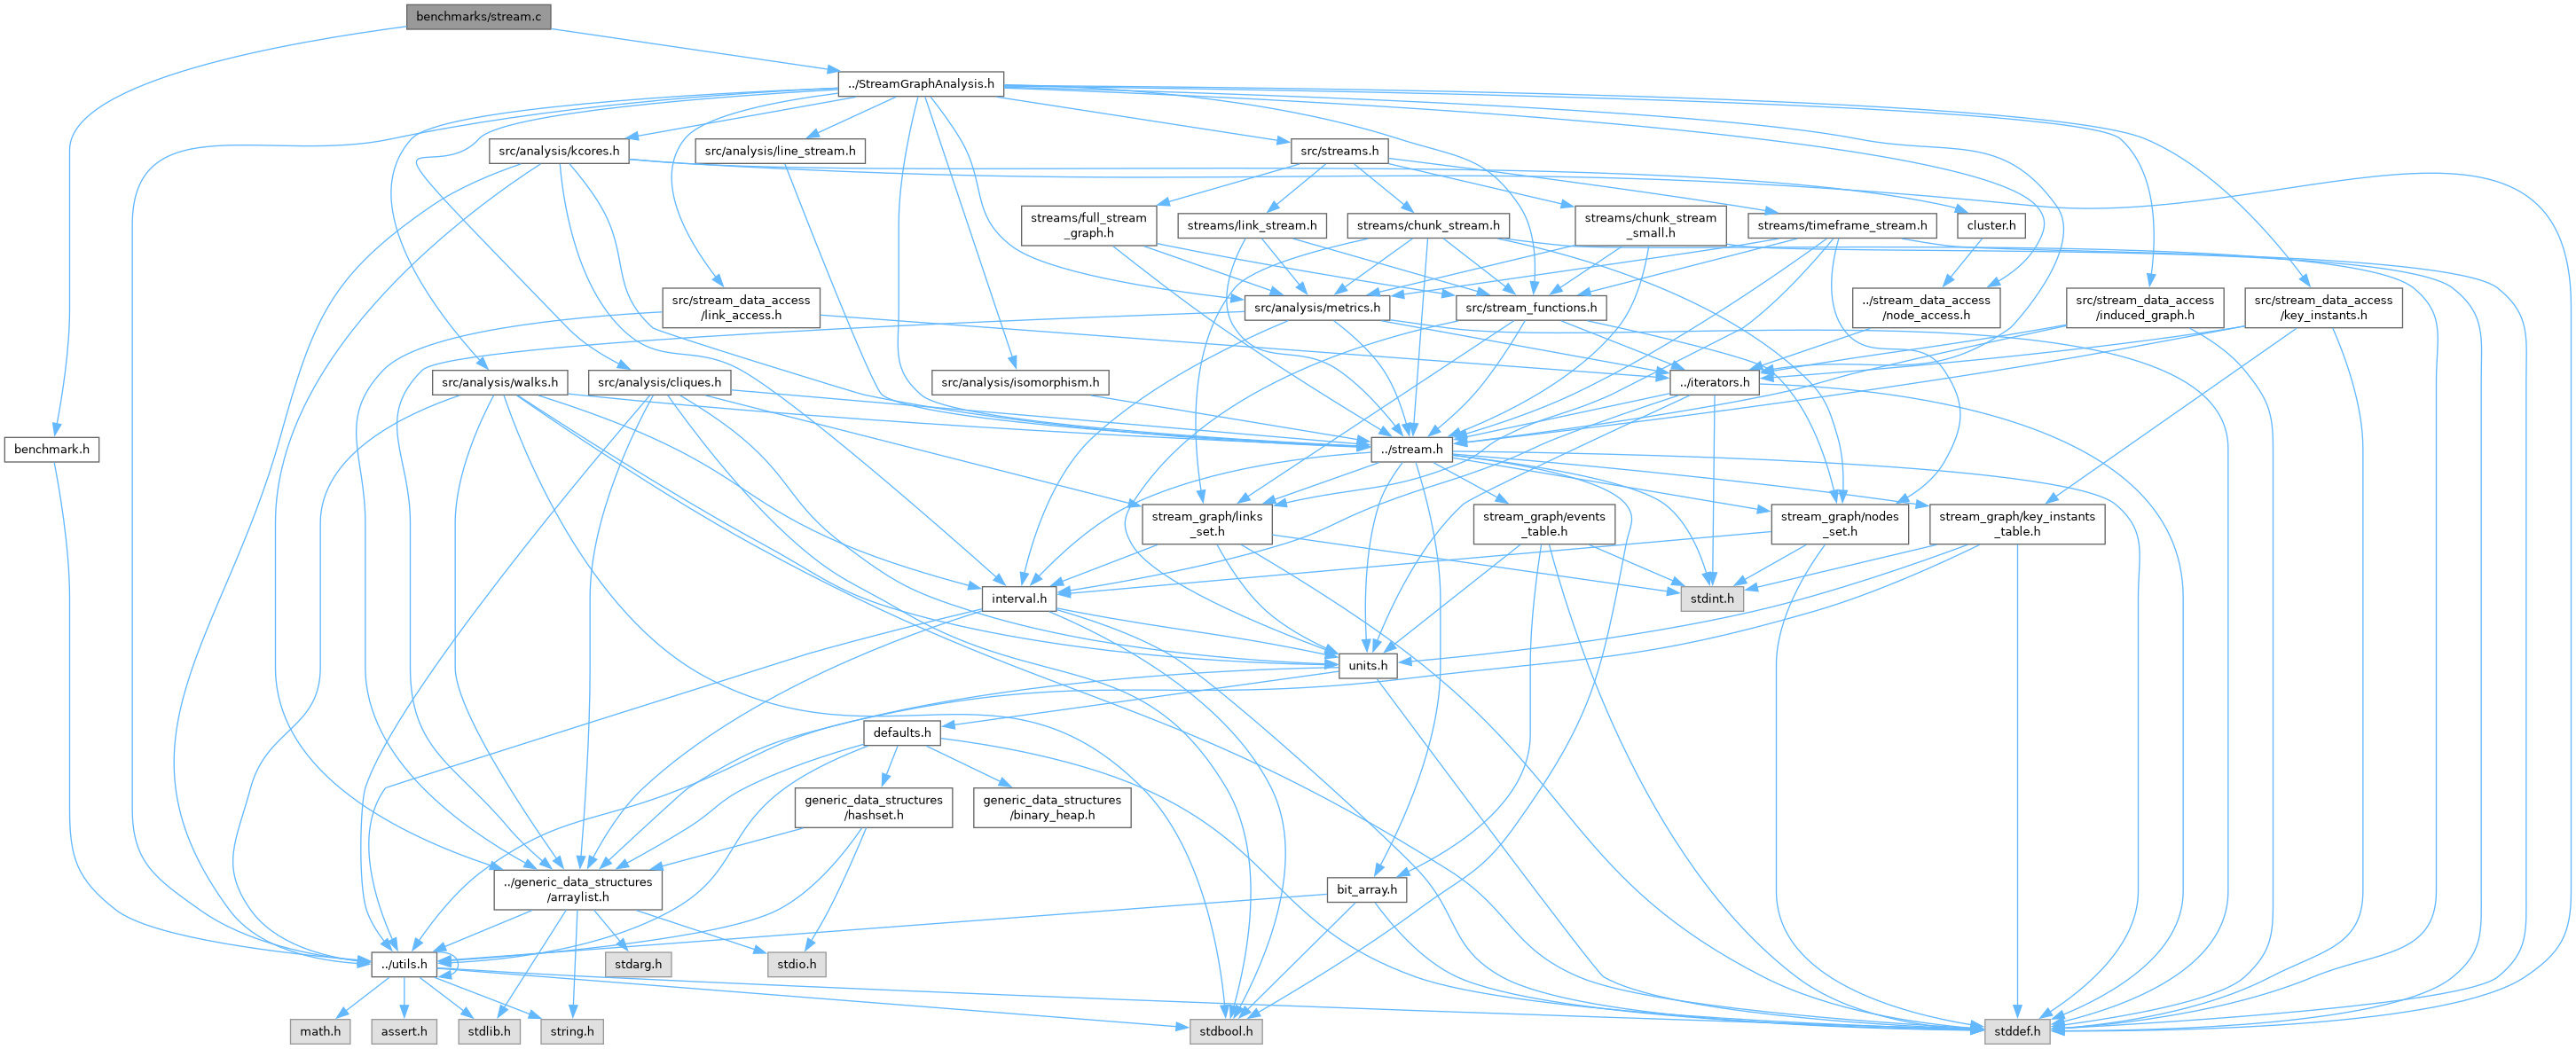 benchmarks/stream.c
../StreamGraphAnalysis.h
src/analysis/kcores.h
src/analysis/line_stream.h
src/streams.h
streams/full_stream
_graph.h
streams/link_stream.h
streams/chunk_stream.h
streams/chunk_stream
_small.h
streams/timeframe_stream.h
cluster.h
src/stream_data_access
/link_access.h
src/analysis/metrics.h
src/stream_functions.h
../stream_data_access
/node_access.h
src/stream_data_access
/induced_graph.h
src/stream_data_access
/key_instants.h
src/analysis/walks.h
src/analysis/cliques.h
src/analysis/isomorphism.h
../iterators.h
benchmark.h
../stream.h
stream_graph/links
_set.h
stream_graph/events
_table.h
stream_graph/nodes
_set.h
stream_graph/key_instants
_table.h
interval.h
stdint.h
units.h
defaults.h
generic_data_structures
/hashset.h
generic_data_structures
/binary_heap.h
../generic_data_structures
/arraylist.h
bit_array.h
../utils.h
stdarg.h
stdio.h
math.h
assert.h
stdlib.h
string.h
stdbool.h
stddef.h